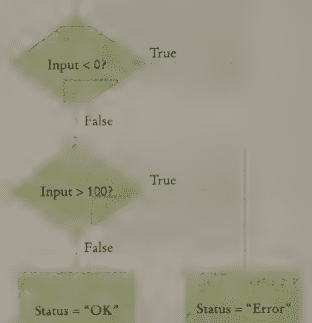 Input < 0?
True
False
Input > 100?
True
False
Status = “OK”
Status = “Error”